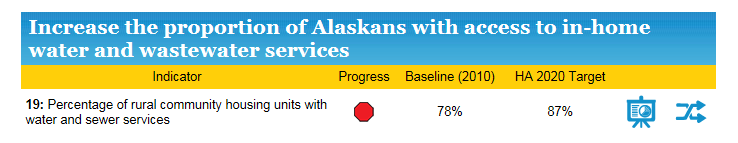 Increase the proportion of Alaskans with access to in-home
water and wastewater services
Indicator Progress Baseline (2010) HA 2020 Target
19: Percentage of rural community housing units with
water and sewer services
78% 87%